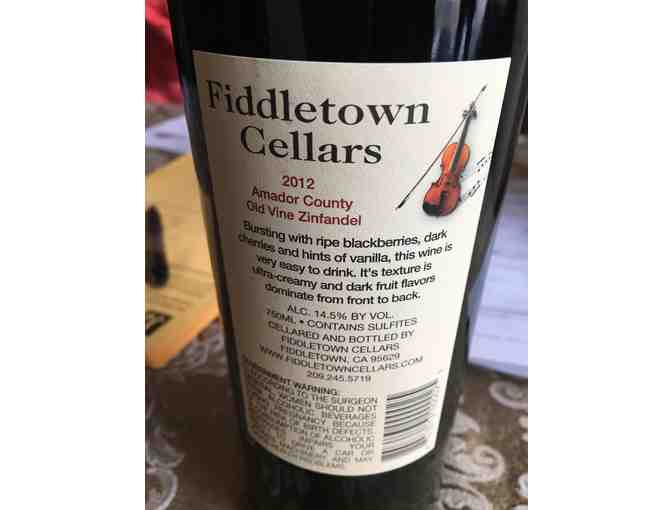 Fiddletown
Cellars
2012
Amador County
Old Vine Zinfandel
Bursting with ripe blackberries, dark
cherries and hints of vanilla, this wine is
very easy to drink. It's texture is
ultra-creamy and dark fruit flavors
dominate from front to back.
ALC. 14.5% BY VOL.
750ML • CONTAINS SULFITES
CELLARED AND BOTTLED BY
FIDDLETOWN CELLARS
FIDDLETOWN, CA 95629
WWW.FIDDLETOWNCELLARS.COM
209.245.5719
WARNING:
TO THE SURGEON
WOMEN SHOULD NOT
BEVERAGES
BECAUSE
OF BIRTH DEFECTS.
OF ALCOHOLIC
IMPAIRS YOUR
A CAR OR
AND MAY